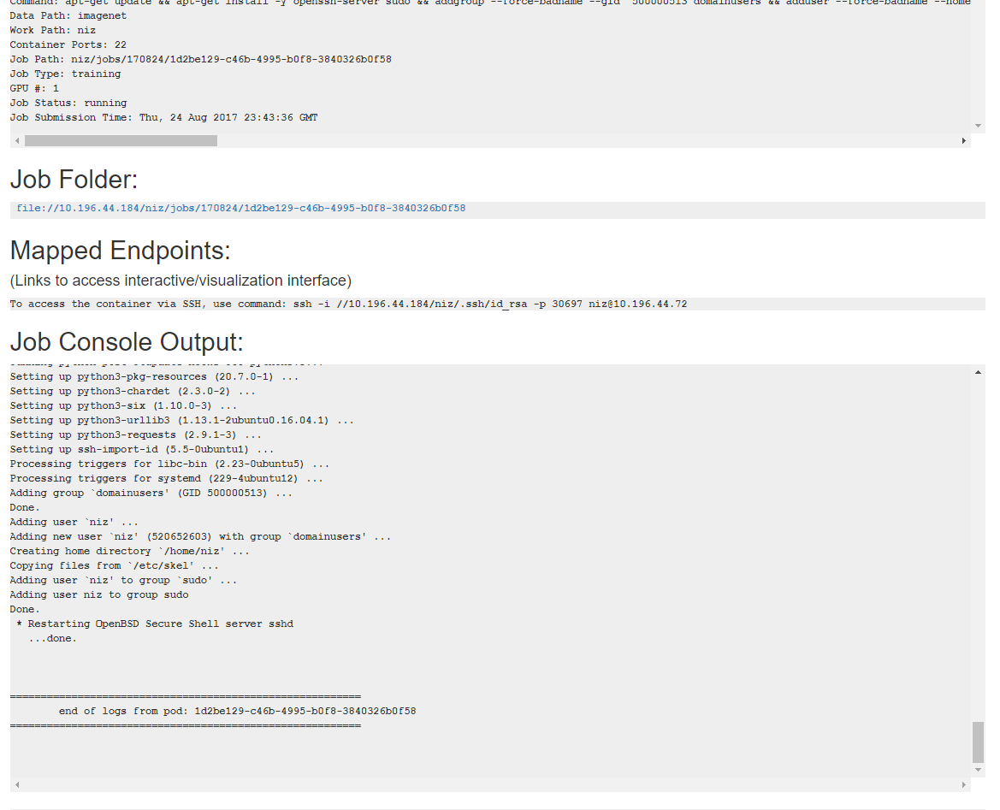 Command: apt-get update && apt-get install -y openssh-server sudo && addgroup --force-badname --gid "500000513" domainusers && adduser --force-badname --home
Data Path: imagenet
Work Path: niz
Container Ports: 22
Job Path: niz/jobs/170824/1d2be129-c46b-4995-b0f8-3840326b0f58
Job Type: training
GPU #: 1
Job Status: running
Job Submission Time: Thu, 24 Aug 2017 23:43:36 GMT
Job Folder:
file://10.196.44.184/niz/jobs/170824/1d2be129-c46b-4995-b0f8-3840326b0f58
Mapped Endpoints:
(Links to access interactive/visualization interface)
To access the container via SSH, use command: ssh -i //10.196.44.184/niz/.ssh/id_rsa -p 30697 niz@10.196.44.72
Job Console Output:
Setting up python3-pkg-resources (20.7.0-1) ...
Setting up python3-chardet (2.3.0-2) ...
Setting up python3-six (1.10.0-3) ...
Setting up python3-urllib3 (1.13.1-2ubuntu0.16.04.1) ...
Setting up python3-requests (2.9.1-3) ...
Setting up ssh-import-id (5.5-0ubuntu1) ...
Processing triggers for libc-bin (2.23-0ubuntu5) ...
Processing triggers for systemd (229-4ubuntu12) ...
Adding group `domainusers' (GID 500000513) ...
Done.
Adding user `niz' ...
Adding new user `niz' (520652603) with group `domainusers' ...
Creating home directory `/home/niz' ...
Copying files from `/etc/skel' ...
Adding user `niz' to group `sudo' ...
Adding user niz to group sudo
Done.
* Restarting OpenBSD Secure Shell server sshd
...done.
=========================================================
end of logs from pod: 1d2be129-c46b-4995-b0f8-3840326b0f58
=========================================================